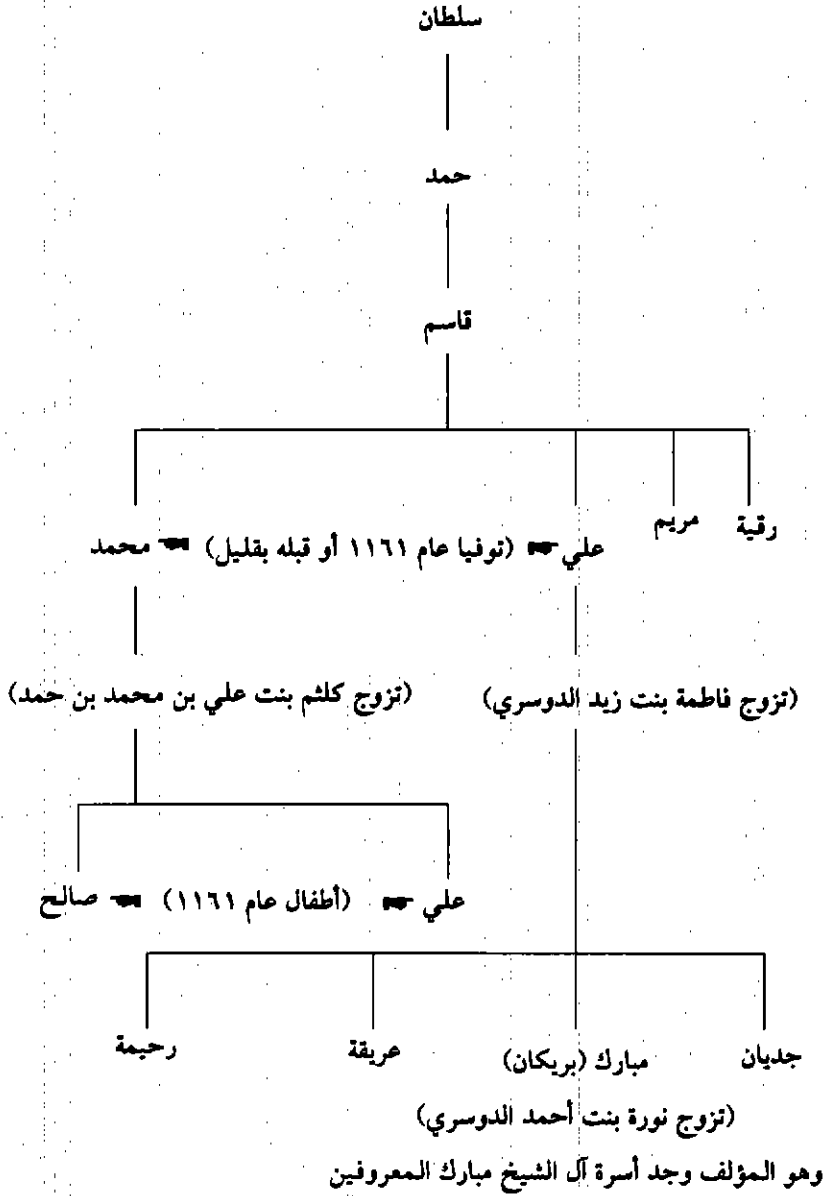 سلطان
حمد
قاسم
رقية
مريم
علي (توفيا عام ١١٦١ أو قبله بقليل) محمد
(تزوج فاطمة بنت زيد الدوسري)
(تزوج كلثم بنت علي بن محمد بن حمد)
علي (أطفال عام ١١٦١) صالح
جديان
مبارك (بريكان)
عريقة
رحيمة
(تزوج نورة بنت أحمد الدوسري)
وهو المؤلف وجد أسرة آل الشيخ مبارك المعروفين